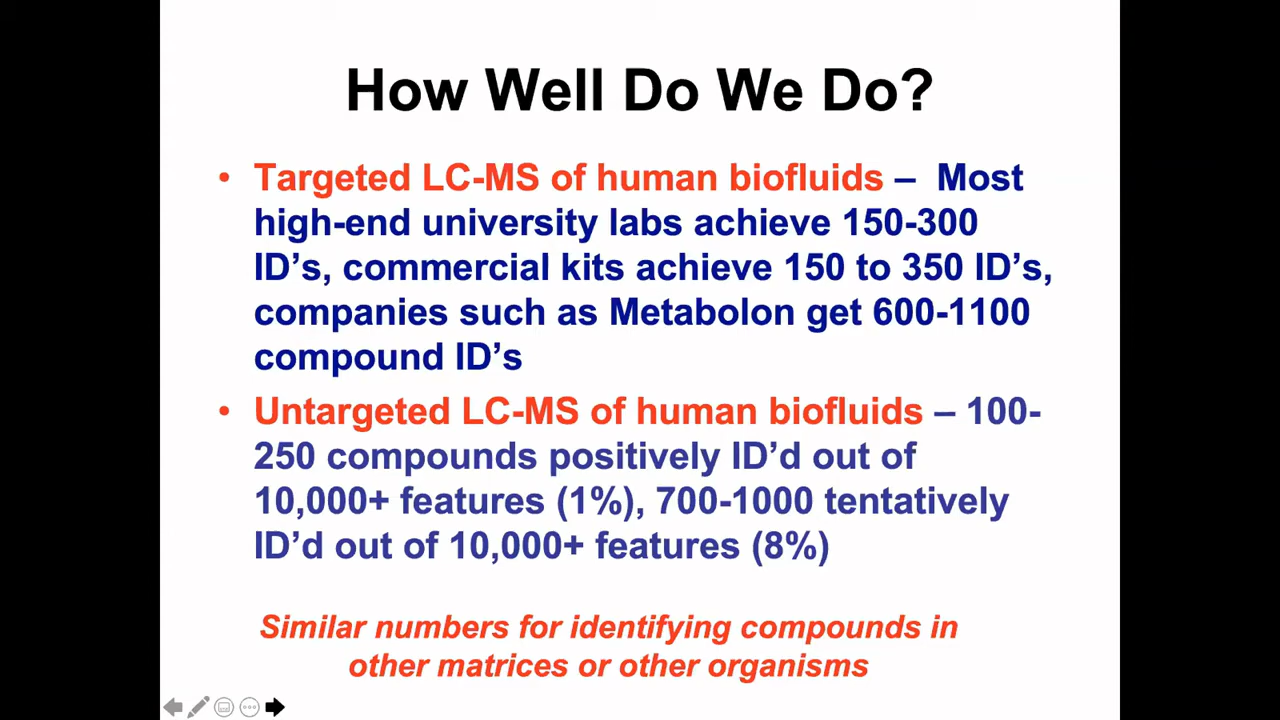 How Well Do We Do?
• Targeted LC-MS of human biofluids – Most
high-end university labs achieve 150-300
ID’s, commercial kits achieve 150 to 350 ID’s,
companies such as Metabolon get 600-1100
compound ID’s
• Untargeted LC-MS of human biofluids – 100-
250 compounds positively ID’d out of
10,000+ features (1%), 700-1000 tentatively
ID’d out of 10,000+ features (8%)
Similar numbers for identifying compounds in
other matrices or other organisms